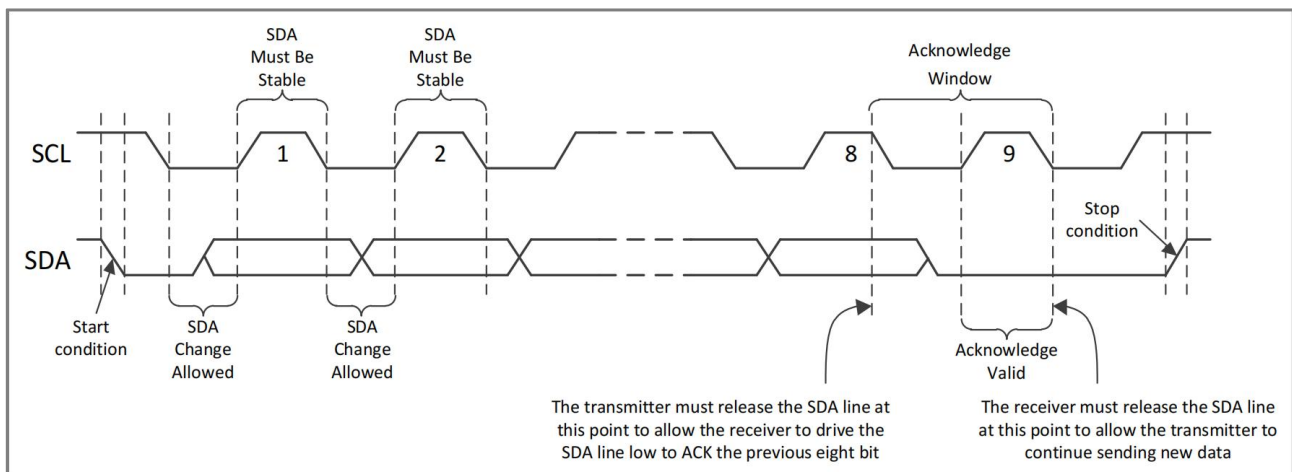 SDA
Must Be
Stable
SDA
Must Be
Stable
Acknowledge
Window
SCL
1
2
8
9
SDA
Stop
condition
Start
condition
SDA
Change
Allowed
SDA
Change
Allowed
Acknowledge
Valid
The transmitter must release the SDA line at
this point to allow the receiver to drive the
SDA line low to ACK the previous eight bit
The receiver must release the SDA line
at this point to allow the transmitter to
continue sending new data